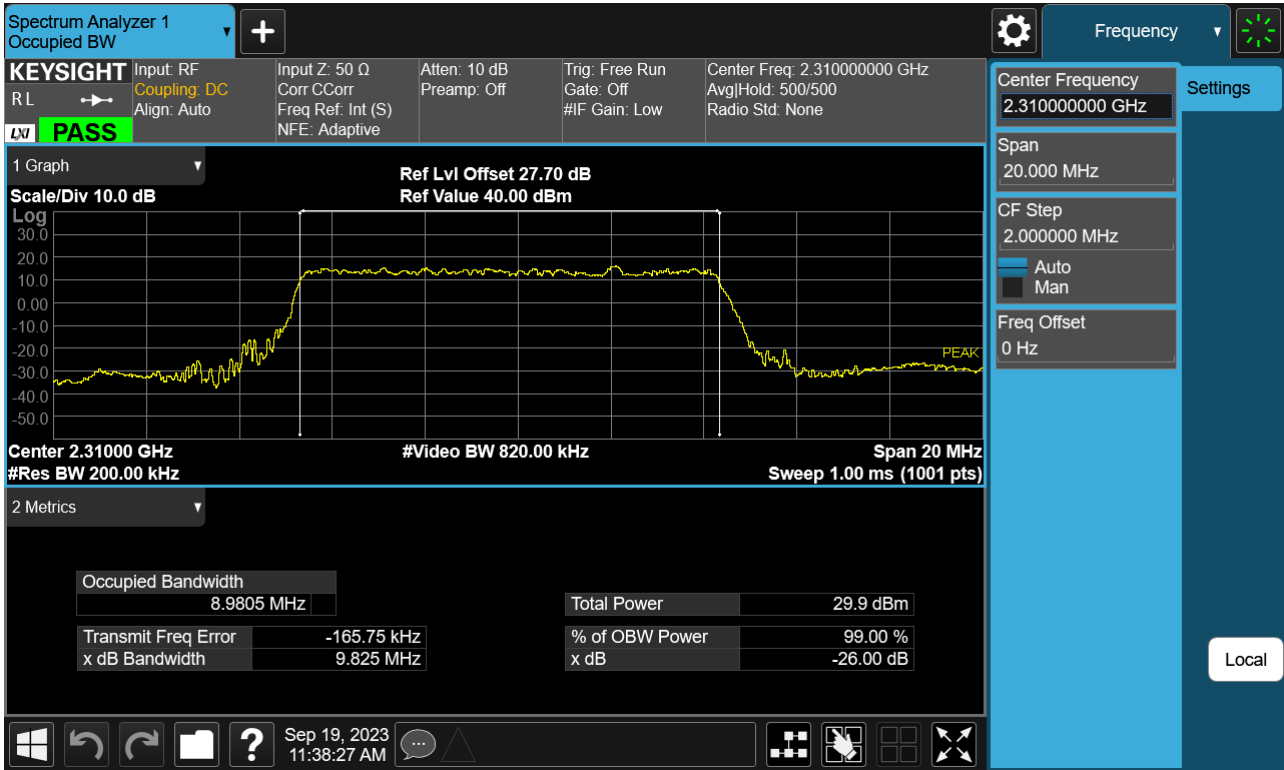 Spectrum Analyzer 1
Occupied BW
+
Frequency
KEYSIGHT
R L
LXI PASS
Input: RF
Coupling: DC
Align: Auto
Input Z: 50 Ω
Corr CCorr
Freq Ref: Int (S)
NFE: Adaptive
Atten: 10 dB
Preamp: Off
Trig: Free Run
Gate: Off
#IF Gain: Low
Center Freq: 2.310000000 GHz
Avg|Hold: 500/500
Radio Std: None
Center Frequency
2.310000000 GHz
Settings
Span
20.000 MHz
CF Step
2.000000 MHz
Auto
Man
Freq Offset
0 Hz
1 Graph
Ref Lvl Offset 27.70 dB
Scale/Div 10.0 dB
Ref Value 40.00 dBm
Log
30.0
20.0
10.0
0.00
-10.0
-20.0
-30.0
-40.0
-50.0
PEAK
Center 2.31000 GHz
#Video BW 820.00 kHz
Span 20 MHz
#Res BW 200.00 kHz
Sweep 1.00 ms (1001 pts)
2 Metrics
Occupied Bandwidth
8.9805 MHz
Total Power 29.9 dBm
Transmit Freq Error -165.75 kHz
% of OBW Power 99.00 %
x dB Bandwidth 9.825 MHz
x dB -26.00 dB
Local
?
Sep 19, 2023
11:38:27 AM